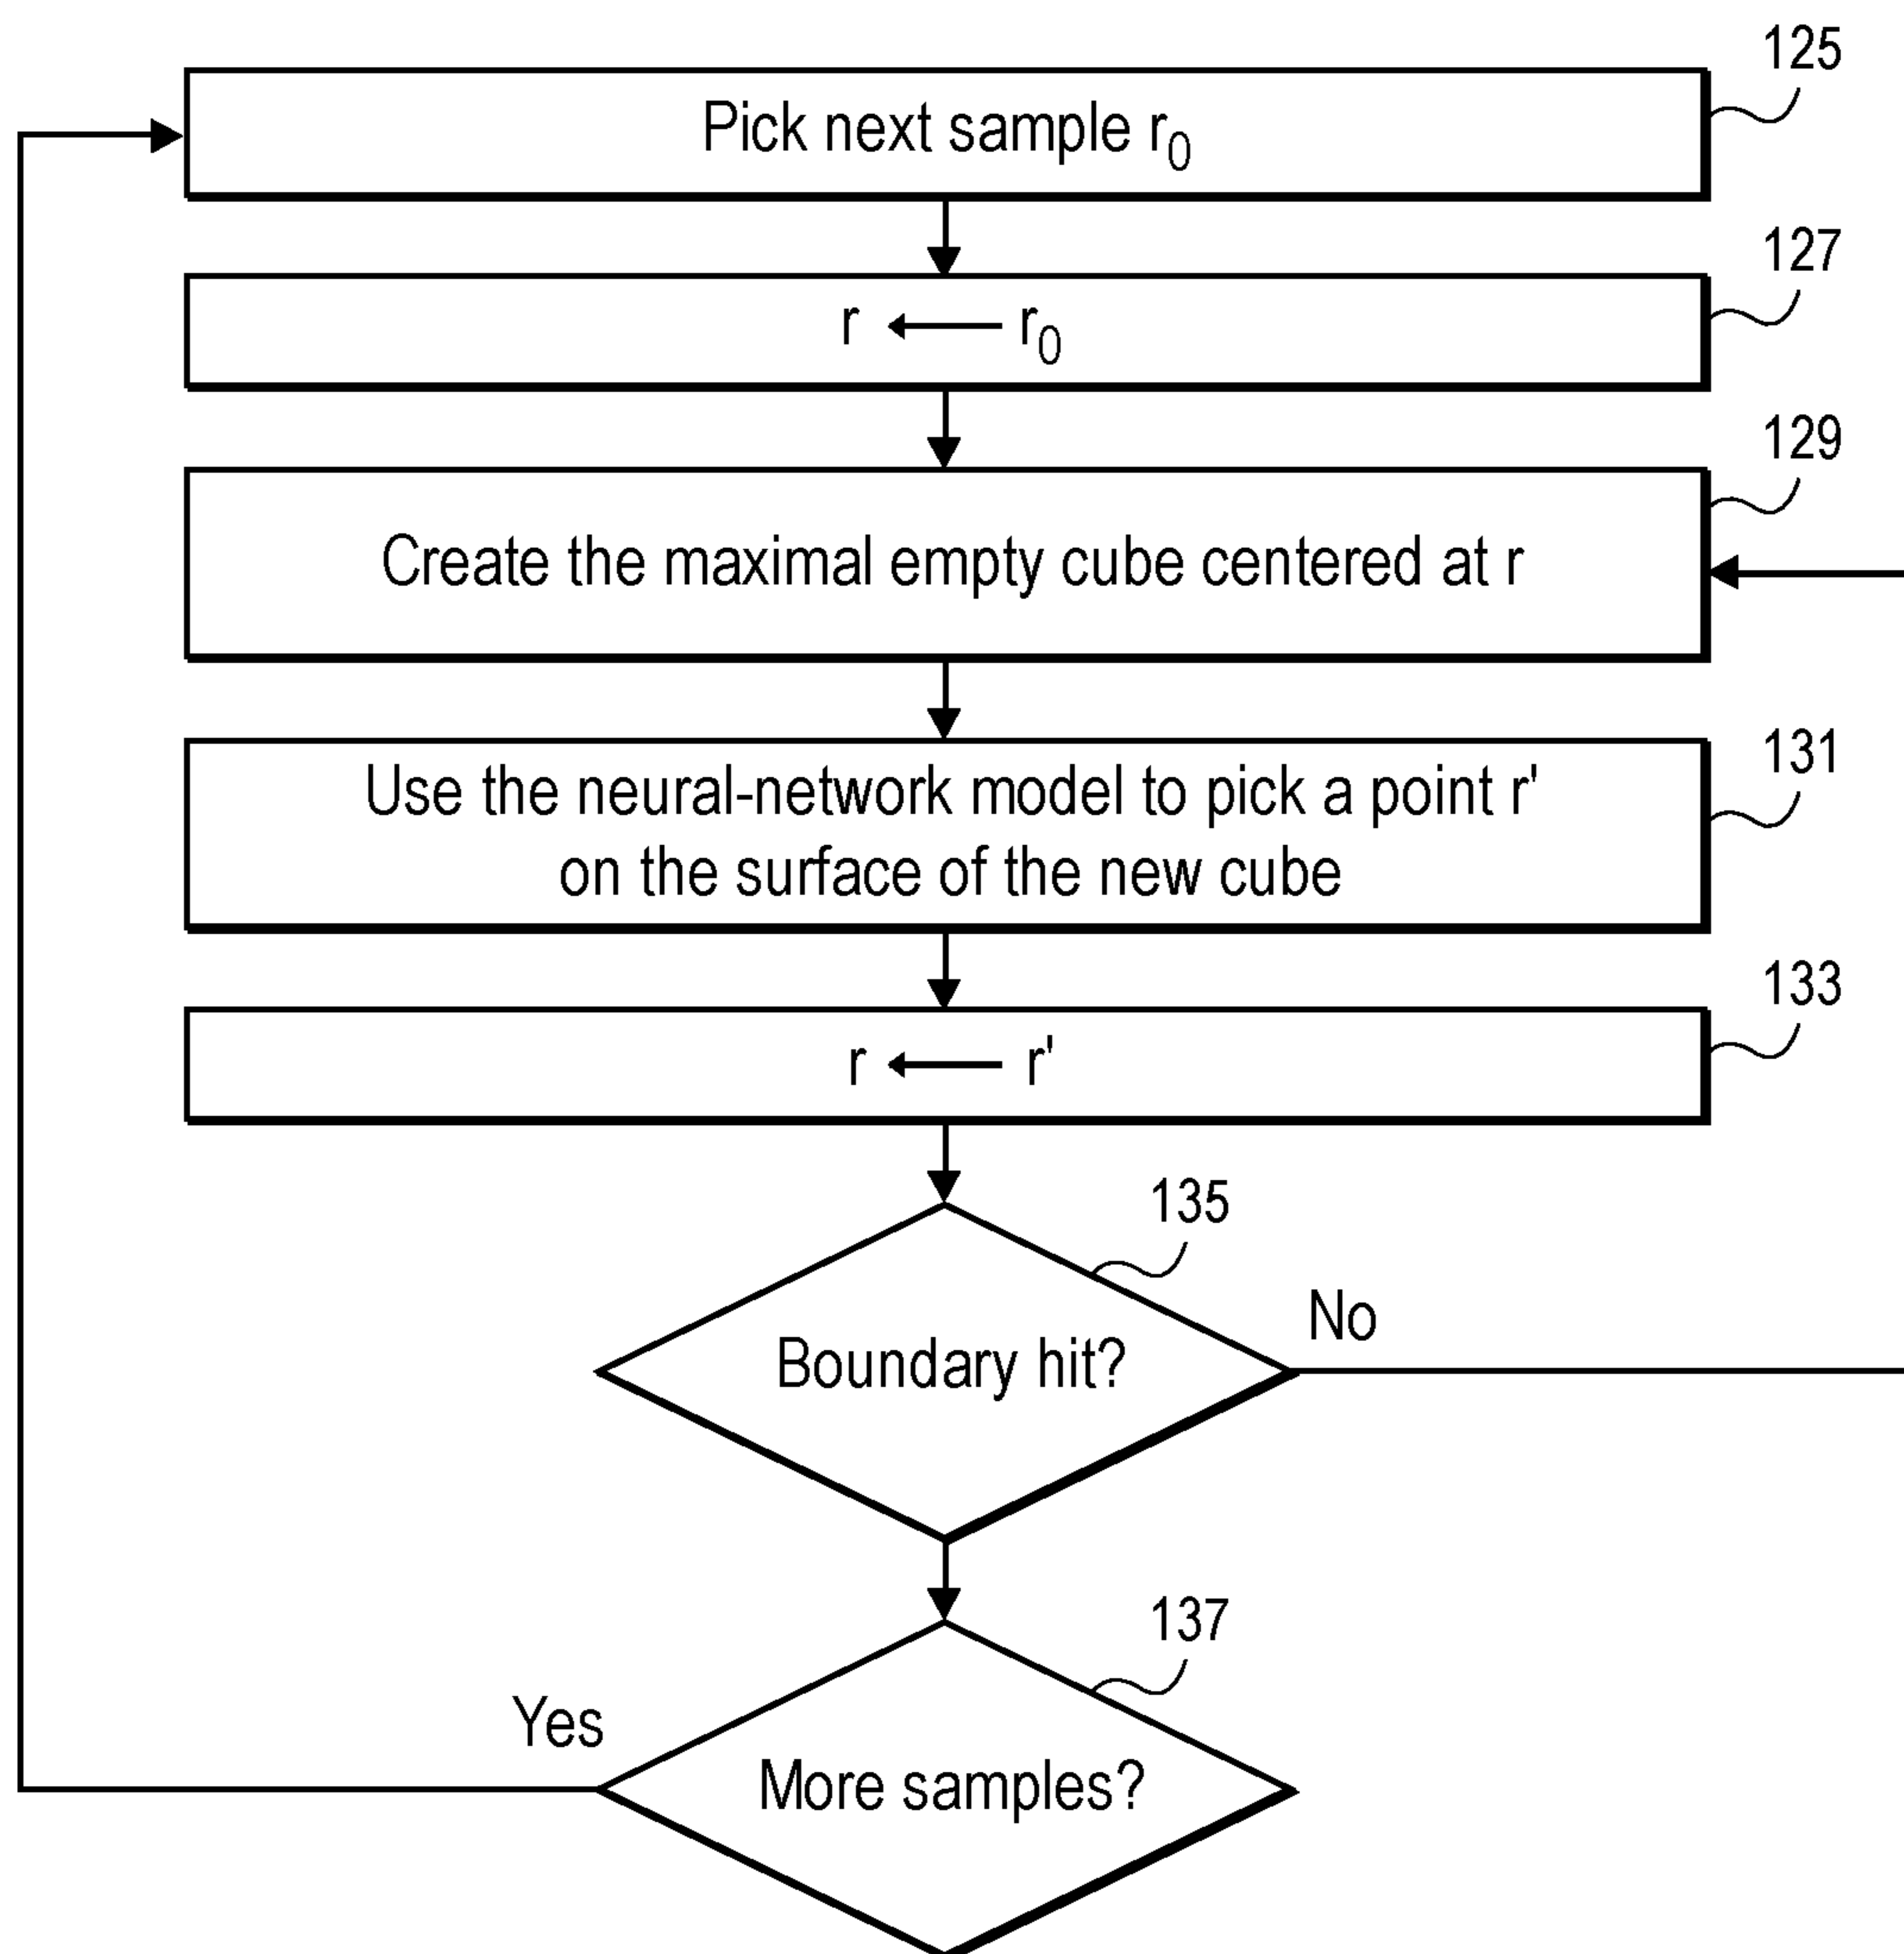 125
Pick next sample r₀
127
r ← r₀
129
Create the maximal empty cube centered at r
131
Use the neural-network model to pick a point r'
on the surface of the new cube
133
r ← r'
135
No
Boundary hit?
137
Yes
More samples?